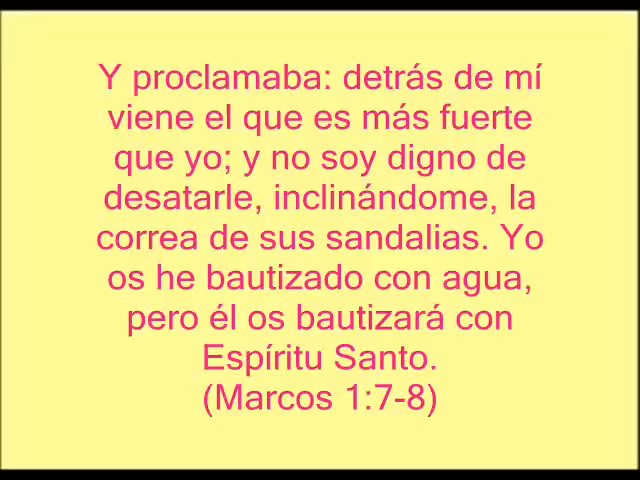 Y proclamaba: detrás de mí
viene el que es más fuerte
que yo; y no soy digno de
desatarle, inclinándome, la
correa de sus sandalias. Yo
os he bautizado con agua,
pero él os bautizará con
Espíritu Santo.
(Marcos 1:7-8)